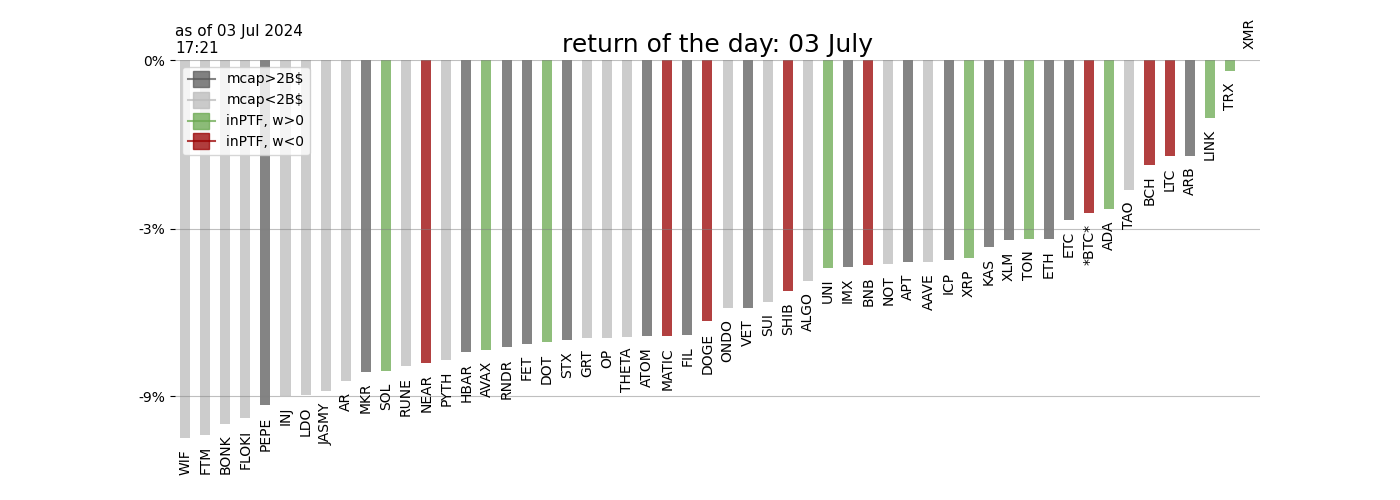 as of 03 Jul 2024
17:21
return of the day: 03 July
XMR
0%
-3%
-9%
mcap>2B$
mcap<2B$
inPTF, w>0
inPTF, w<0
WIF
FTM
BONK
FLOKI
PEPE
INJ
LDO
JASMY
AR
MKR
SOL
RUNE
NEAR
PYTH
HBAR
AVAX
RNDR
FET
DOT
STX
GRT
OP
THETA
ATOM
MATIC
FIL
DOGE
ONDO
VET
SUI
SHIB
ALGO
UNI
IMX
BNB
NOT
APT
AAVE
ICP
XRP
KAS
XLM
TON
ETH
ETC
*BTC*
ADA
TAO
BCH
LTC
ARB
LINK
TRX